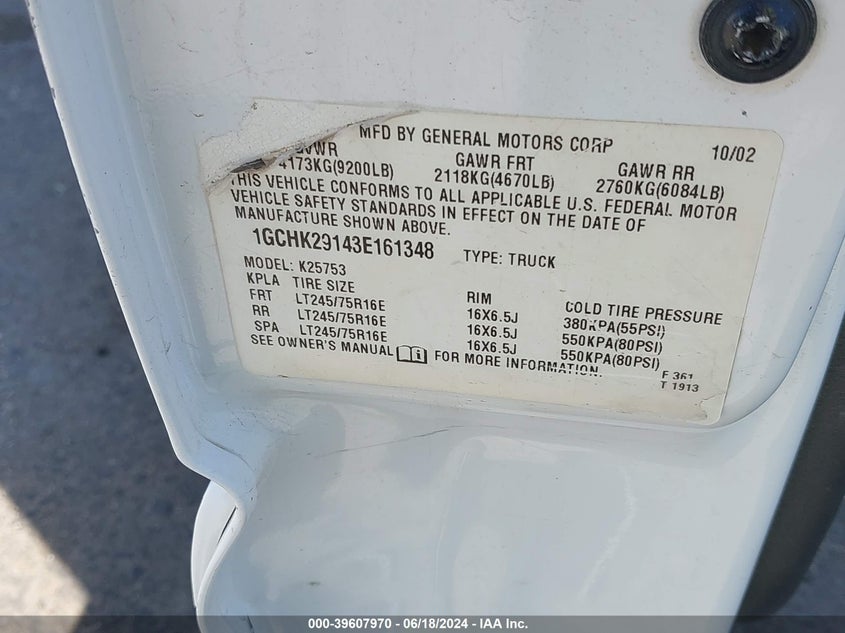 MFD BY GENERAL MOTORS CORP 10/02
GVWR GAWR FRT GAWR RR
4173KG(9200LB) 2118KG(4670LB) 2760KG(6084LB)
THIS VEHICLE CONFORMS TO ALL APPLICABLE U.S. FEDERAL MOTOR
VEHICLE SAFETY STANDARDS IN EFFECT ON THE DATE OF
MANUFACTURE SHOWN ABOVE.
1GCHK29143E161348 TYPE: TRUCK
MODEL: K25753
KPLA TIRE SIZE RIM COLD TIRE PRESSURE
FRT LT245/75R16E 16X6.5J 380KPA(55PSI)
RR LT245/75R16E 16X6.5J 550KPA(80PSI)
SPA LT245/75R16E 16X6.5J 550KPA(80PSI)
SEE OWNER'S MANUAL FOR MORE INFORMATION.
F 361
T 1913
000-39607970 - 06/18/2024 - IAA Inc.